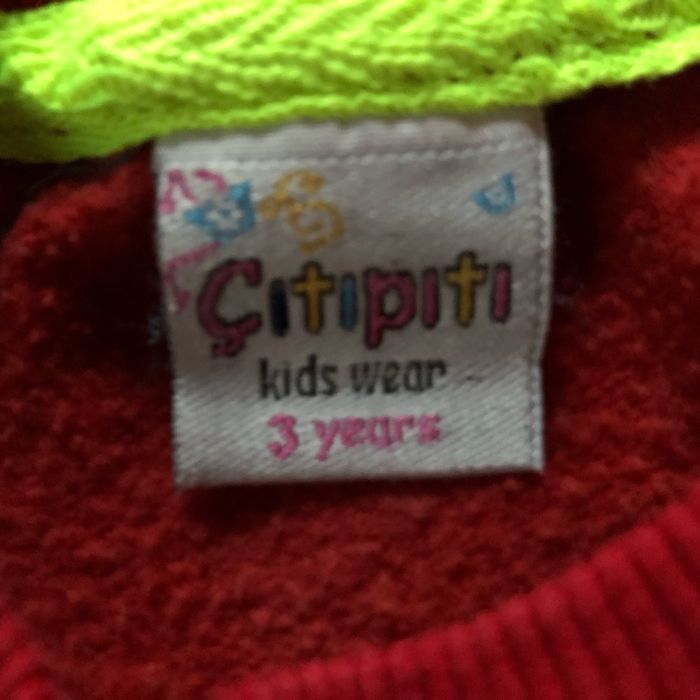 Çıtıpıtı
kids wear
3 years